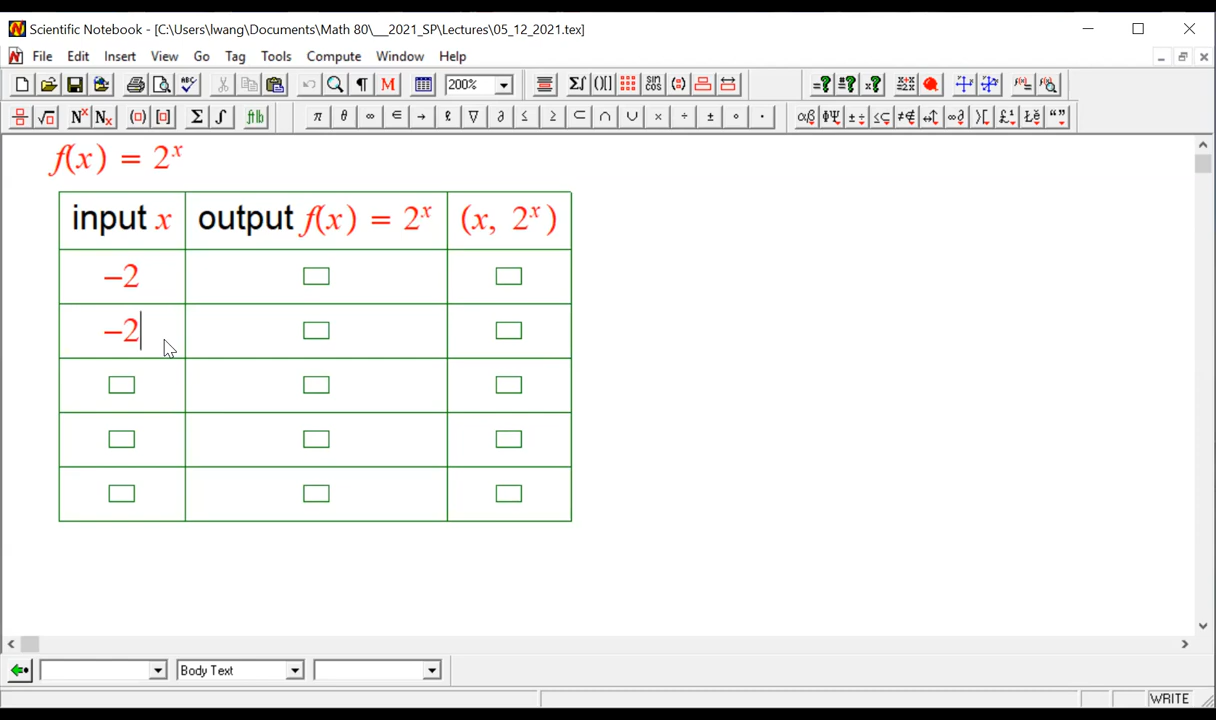 Scientific Notebook - [C:\Users\lwang\Documents\Math 80\__2021_SP\Lectures\05_12_2021.tex]
File Edit Insert View Go Tag Tools Compute Window Help
200%
f(x) = 2^x
input x output f(x) = 2^x (x, 2^x)
−2
−2
Body Text
WRITE